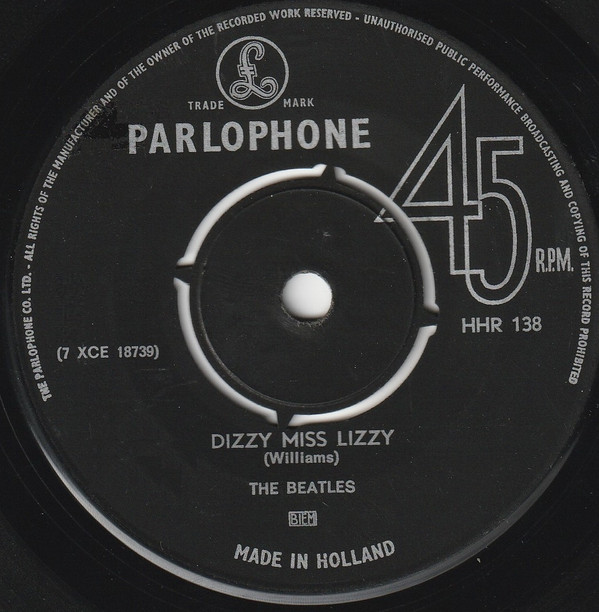 THE PARLOPHONE CO. LTD. - ALL RIGHTS OF THE MANUFACTURER AND OF THE OWNER OF THE RECORDED WORK RESERVED - UNAUTHORISED PUBLIC PERFORMANCE BROADCASTING AND COPYING OF THIS RECORD PROHIBITED
£
TRADE MARK
PARLOPHONE
45
R.P.M.
HHR 138
(7 XCE 18739)
DIZZY MISS LIZZY
(Williams)
THE BEATLES
BIEM
MADE IN HOLLAND